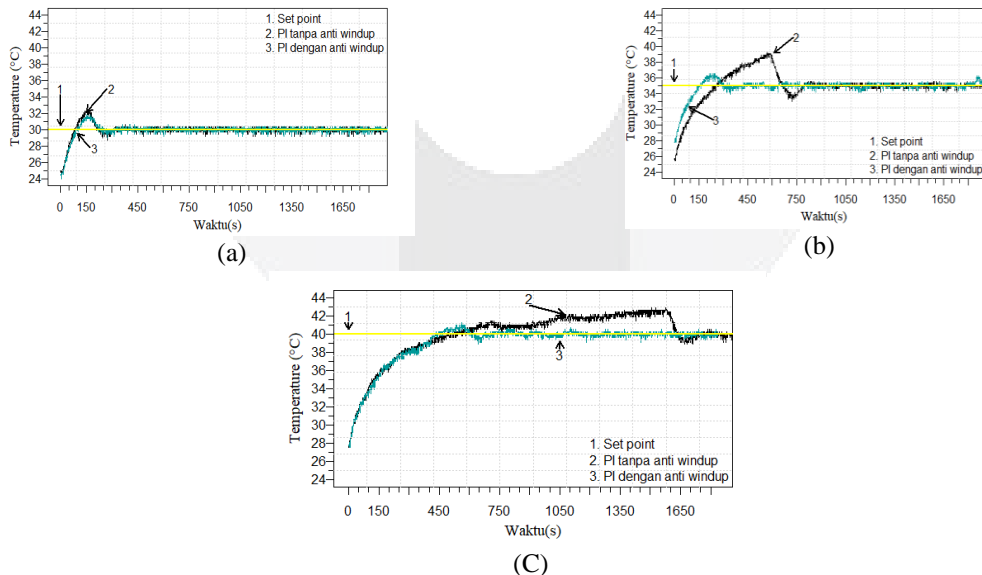 44
42
40
38
36
34
32
30
28
26
24
Temperature (°C)
1. Set point
2. PI tanpa anti windup
3. PI dengan anti windup
1
2
3
0 150 450 750 1050 1350 1650
Waktu(s)
(a)
44
42
40
38
36
34
32
30
28
26
24
Temperature (°C)
1
2
3
1. Set point
2. PI tanpa anti windup
3. PI dengan anti windup
0 150 450 750 1050 1350 1650
Waktu(s)
(b)
44
42
40
38
36
34
32
30
28
26
24
Temperature (°C)
1
2
3
1. Set point
2. PI tanpa anti windup
3. PI dengan anti windup
0 150 450 750 1050 1350 1650
Waktu(s)
(C)